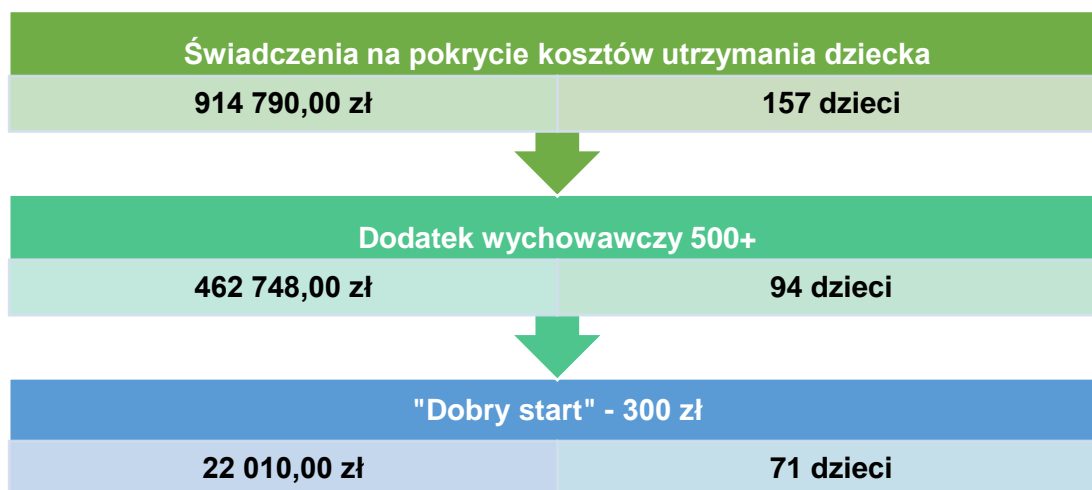 Świadczenia na pokrycie kosztów utrzymania dziecka
914 790,00 zł 157 dzieci
Dodatek wychowawczy 500+
462 748,00 zł 94 dzieci
"Dobry start" - 300 zł
22 010,00 zł 71 dzieci